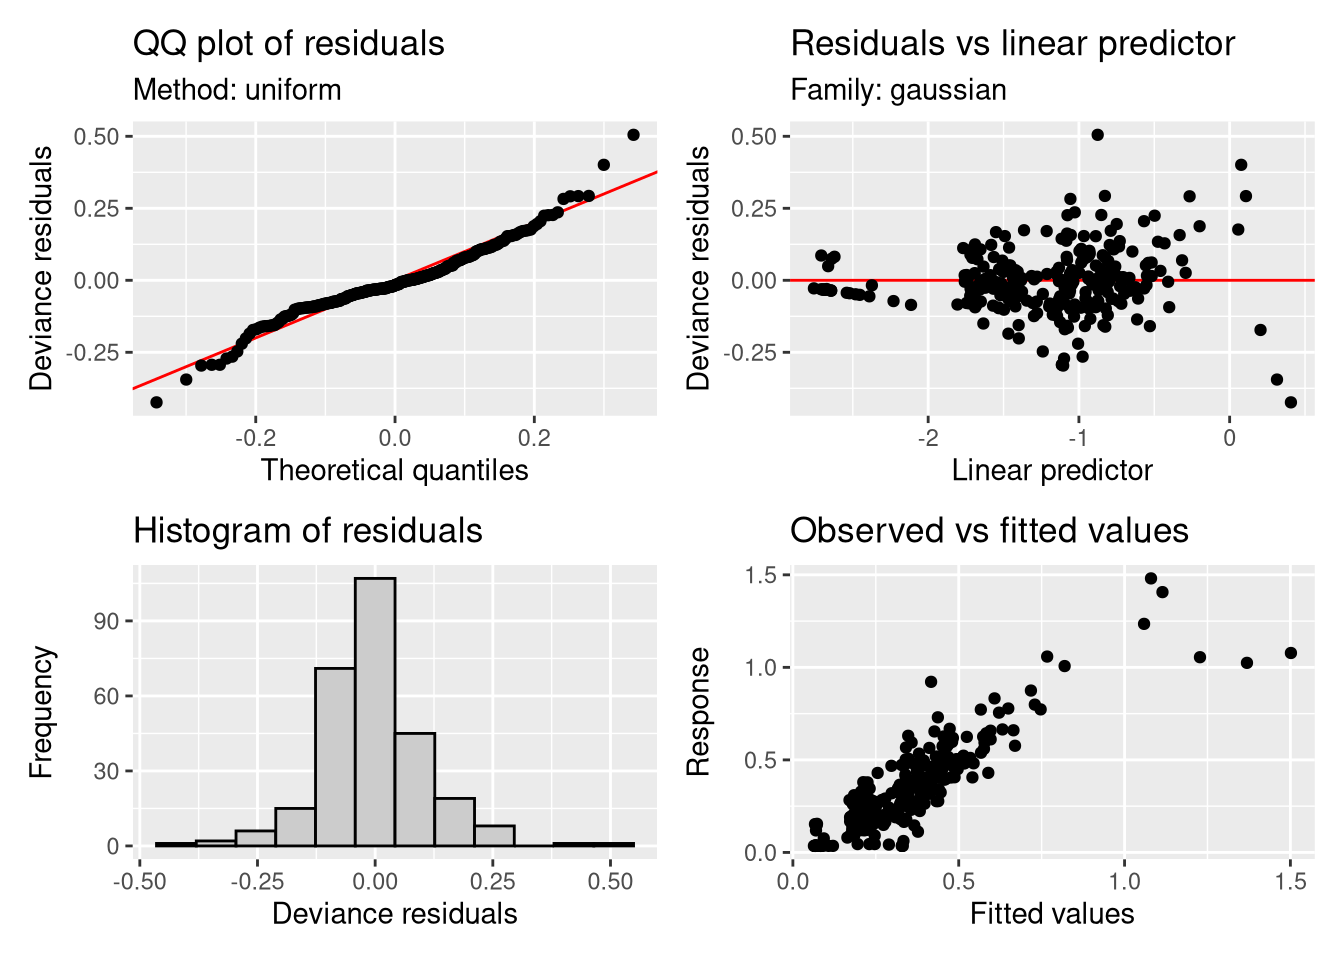 QQ plot of residuals
Method: uniform
0.50
0.25
0.00
-0.25
Deviance residuals
-0.2
0.0
0.2
Theoretical quantiles
Residuals vs linear predictor
Family: gaussian
0.50
0.25
0.00
-0.25
Deviance residuals
-2
-1
0
Linear predictor
Histogram of residuals
90
60
30
0
Frequency
-0.50
-0.25
0.00
0.25
0.50
Deviance residuals
Observed vs fitted values
1.5
1.0
0.5
0.0
Response
0.0
0.5
1.0
1.5
Fitted values